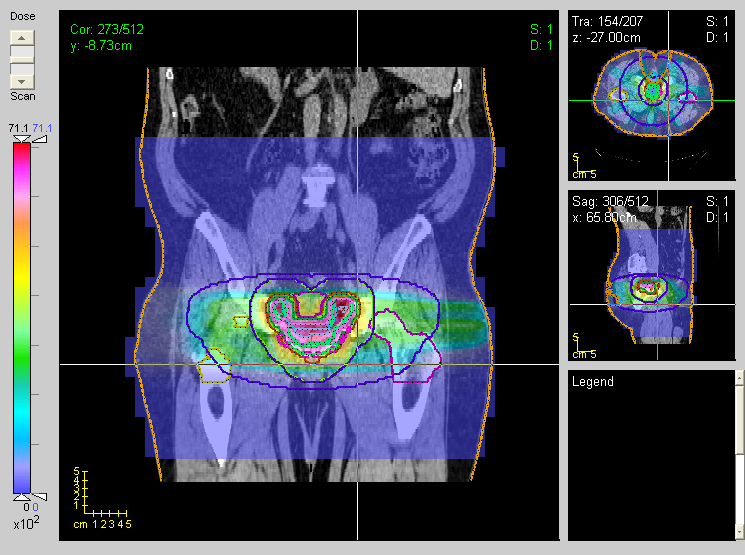 Dose
Scan
71.1 71.1
0 0
x10²
Cor: 273/512 S: 1
y: -8.73cm D: 1
5
4
3
2
1
cm 1 2 3 4 5
Tra: 154/207 S: 1
z: -27.00cm D: 1
5
cm 5
Sag: 306/512 S: 1
x: 65.80cm D: 1
5
cm 5
Legend